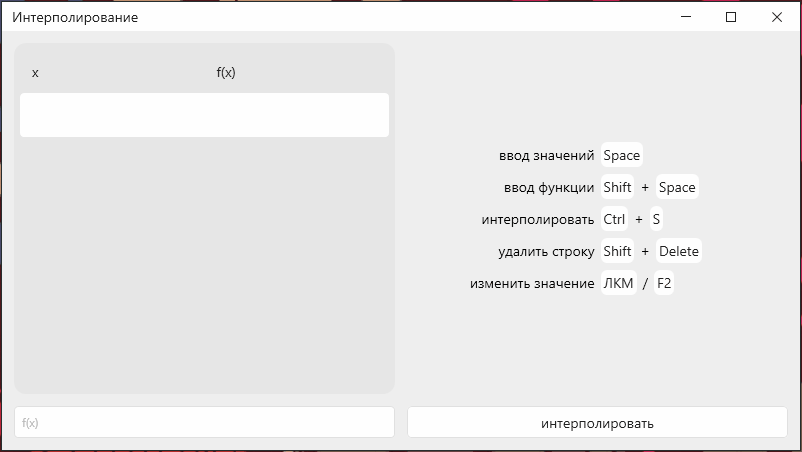 Интерполирование
x f(x)
ввод значений Space
ввод функции Shift + Space
интерполировать Ctrl + S
удалить строку Shift + Delete
изменить значение ЛКМ / F2
f(x)
интерполировать